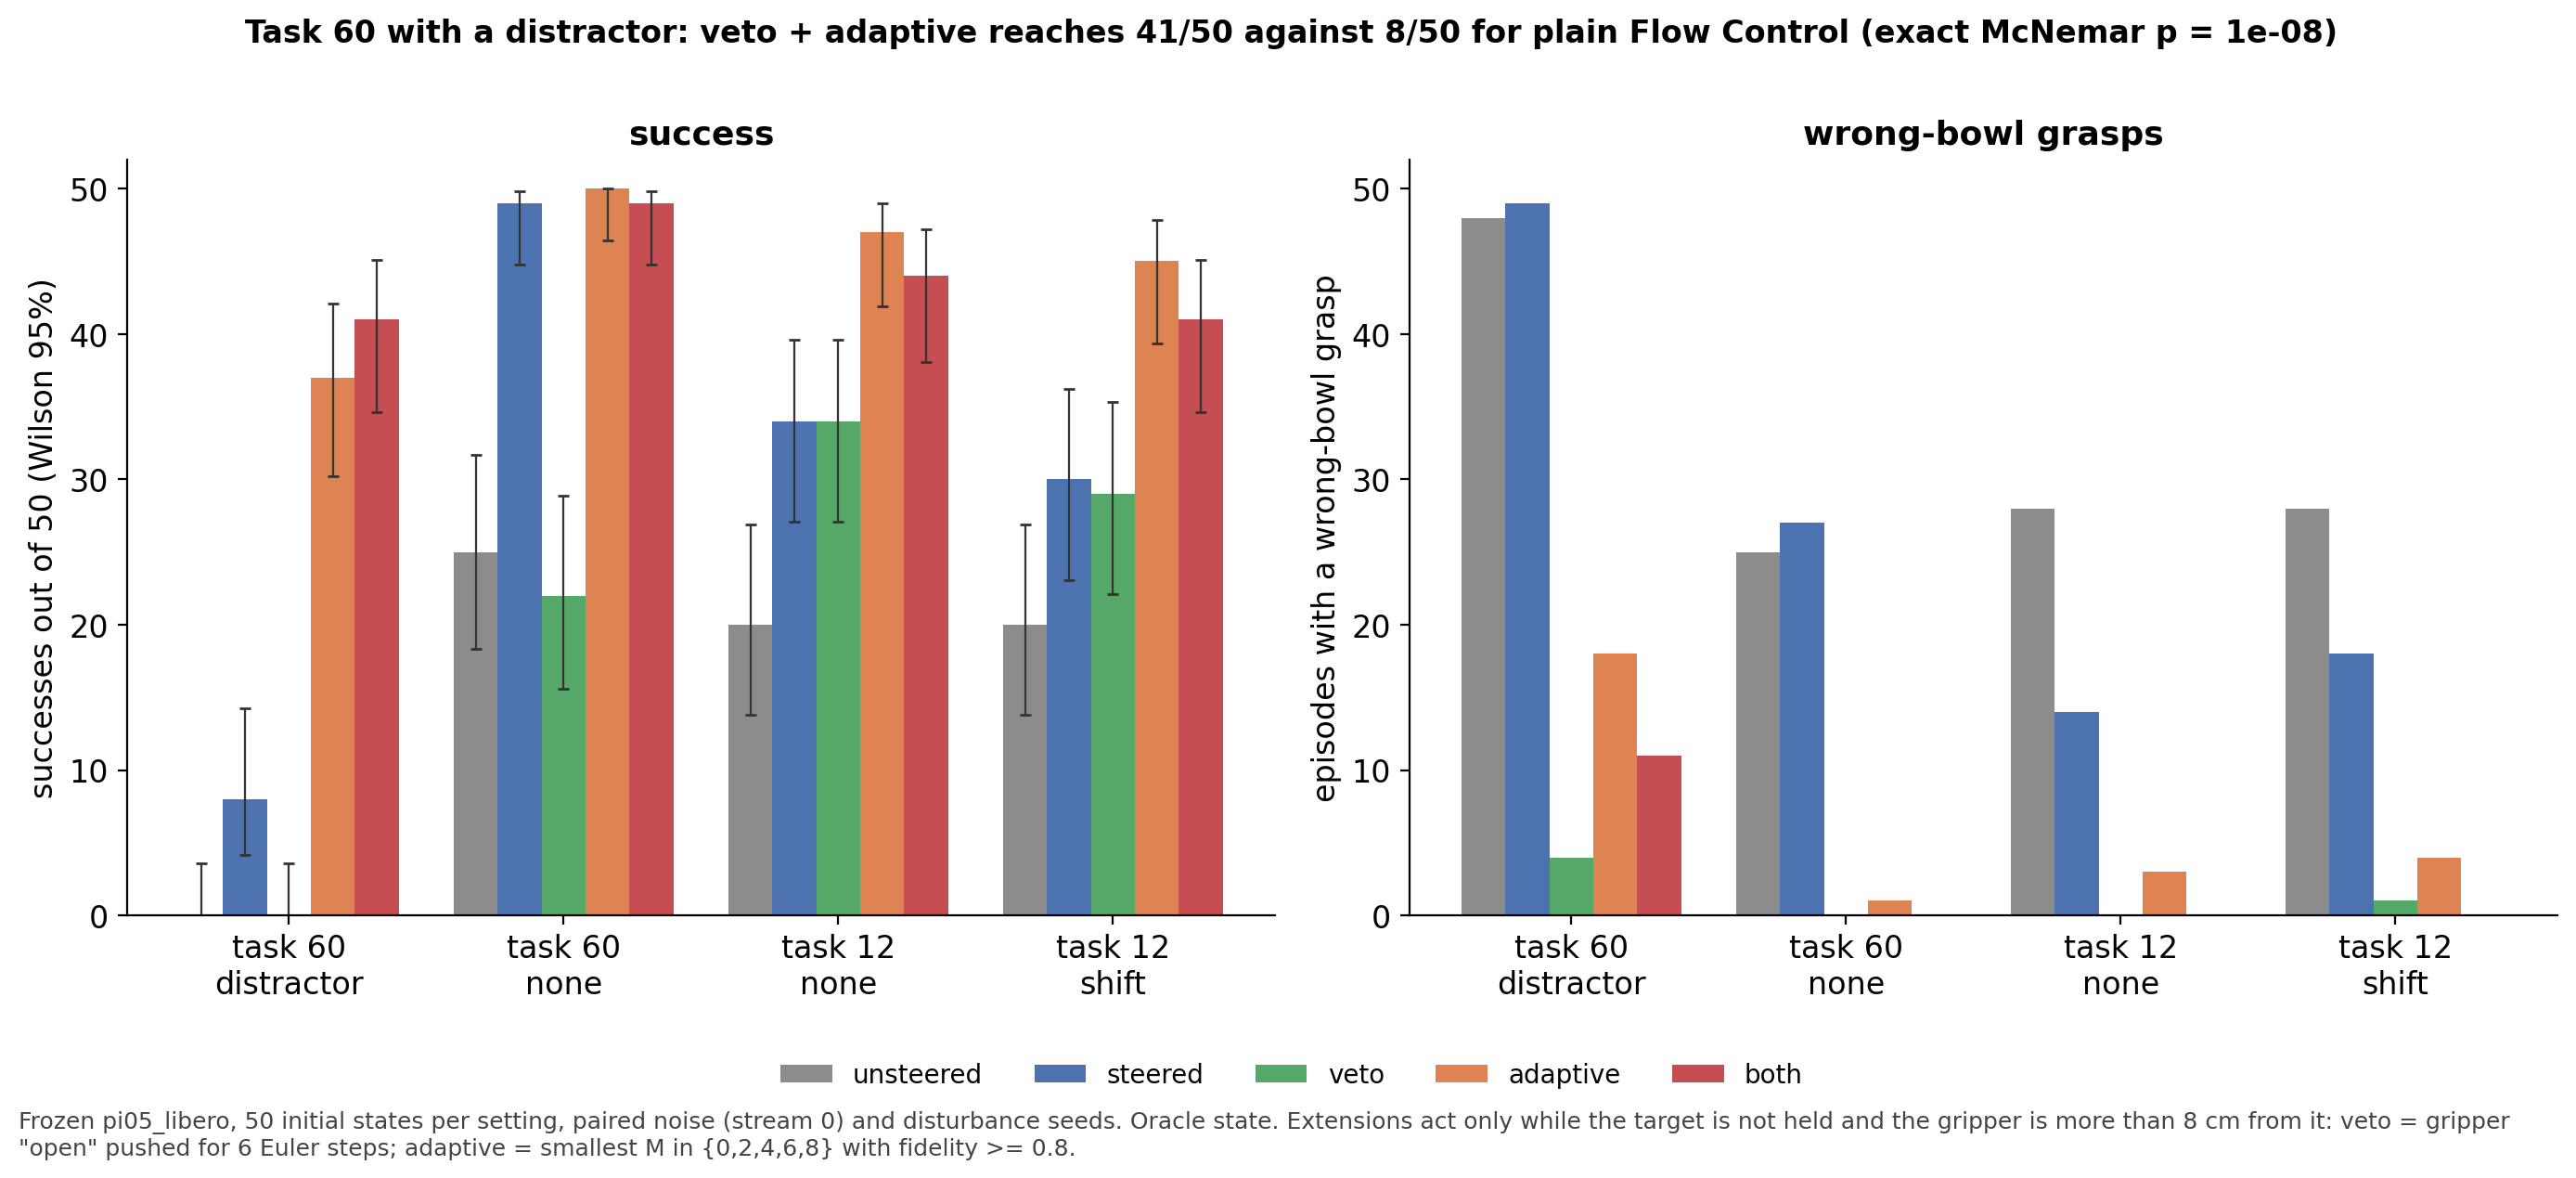 Task 60 with a distractor: veto + adaptive reaches 41/50 against 8/50 for plain Flow Control (exact McNemar p = 1e-08)
success
successes out of 50 (Wilson 95%)
50
40
30
20
10
0
task 60
distractor
task 60
none
task 12
none
task 12
shift
wrong-bowl grasps
episodes with a wrong-bowl grasp
50
40
30
20
10
0
task 60
distractor
task 60
none
task 12
none
task 12
shift
unsteered
steered
veto
adaptive
both
Frozen pi05_libero, 50 initial states per setting, paired noise (stream 0) and disturbance seeds. Oracle state. Extensions act only while the target is not held and the gripper is more than 8 cm from it: veto = gripper
"open" pushed for 6 Euler steps; adaptive = smallest M in {0,2,4,6,8} with fidelity >= 0.8.